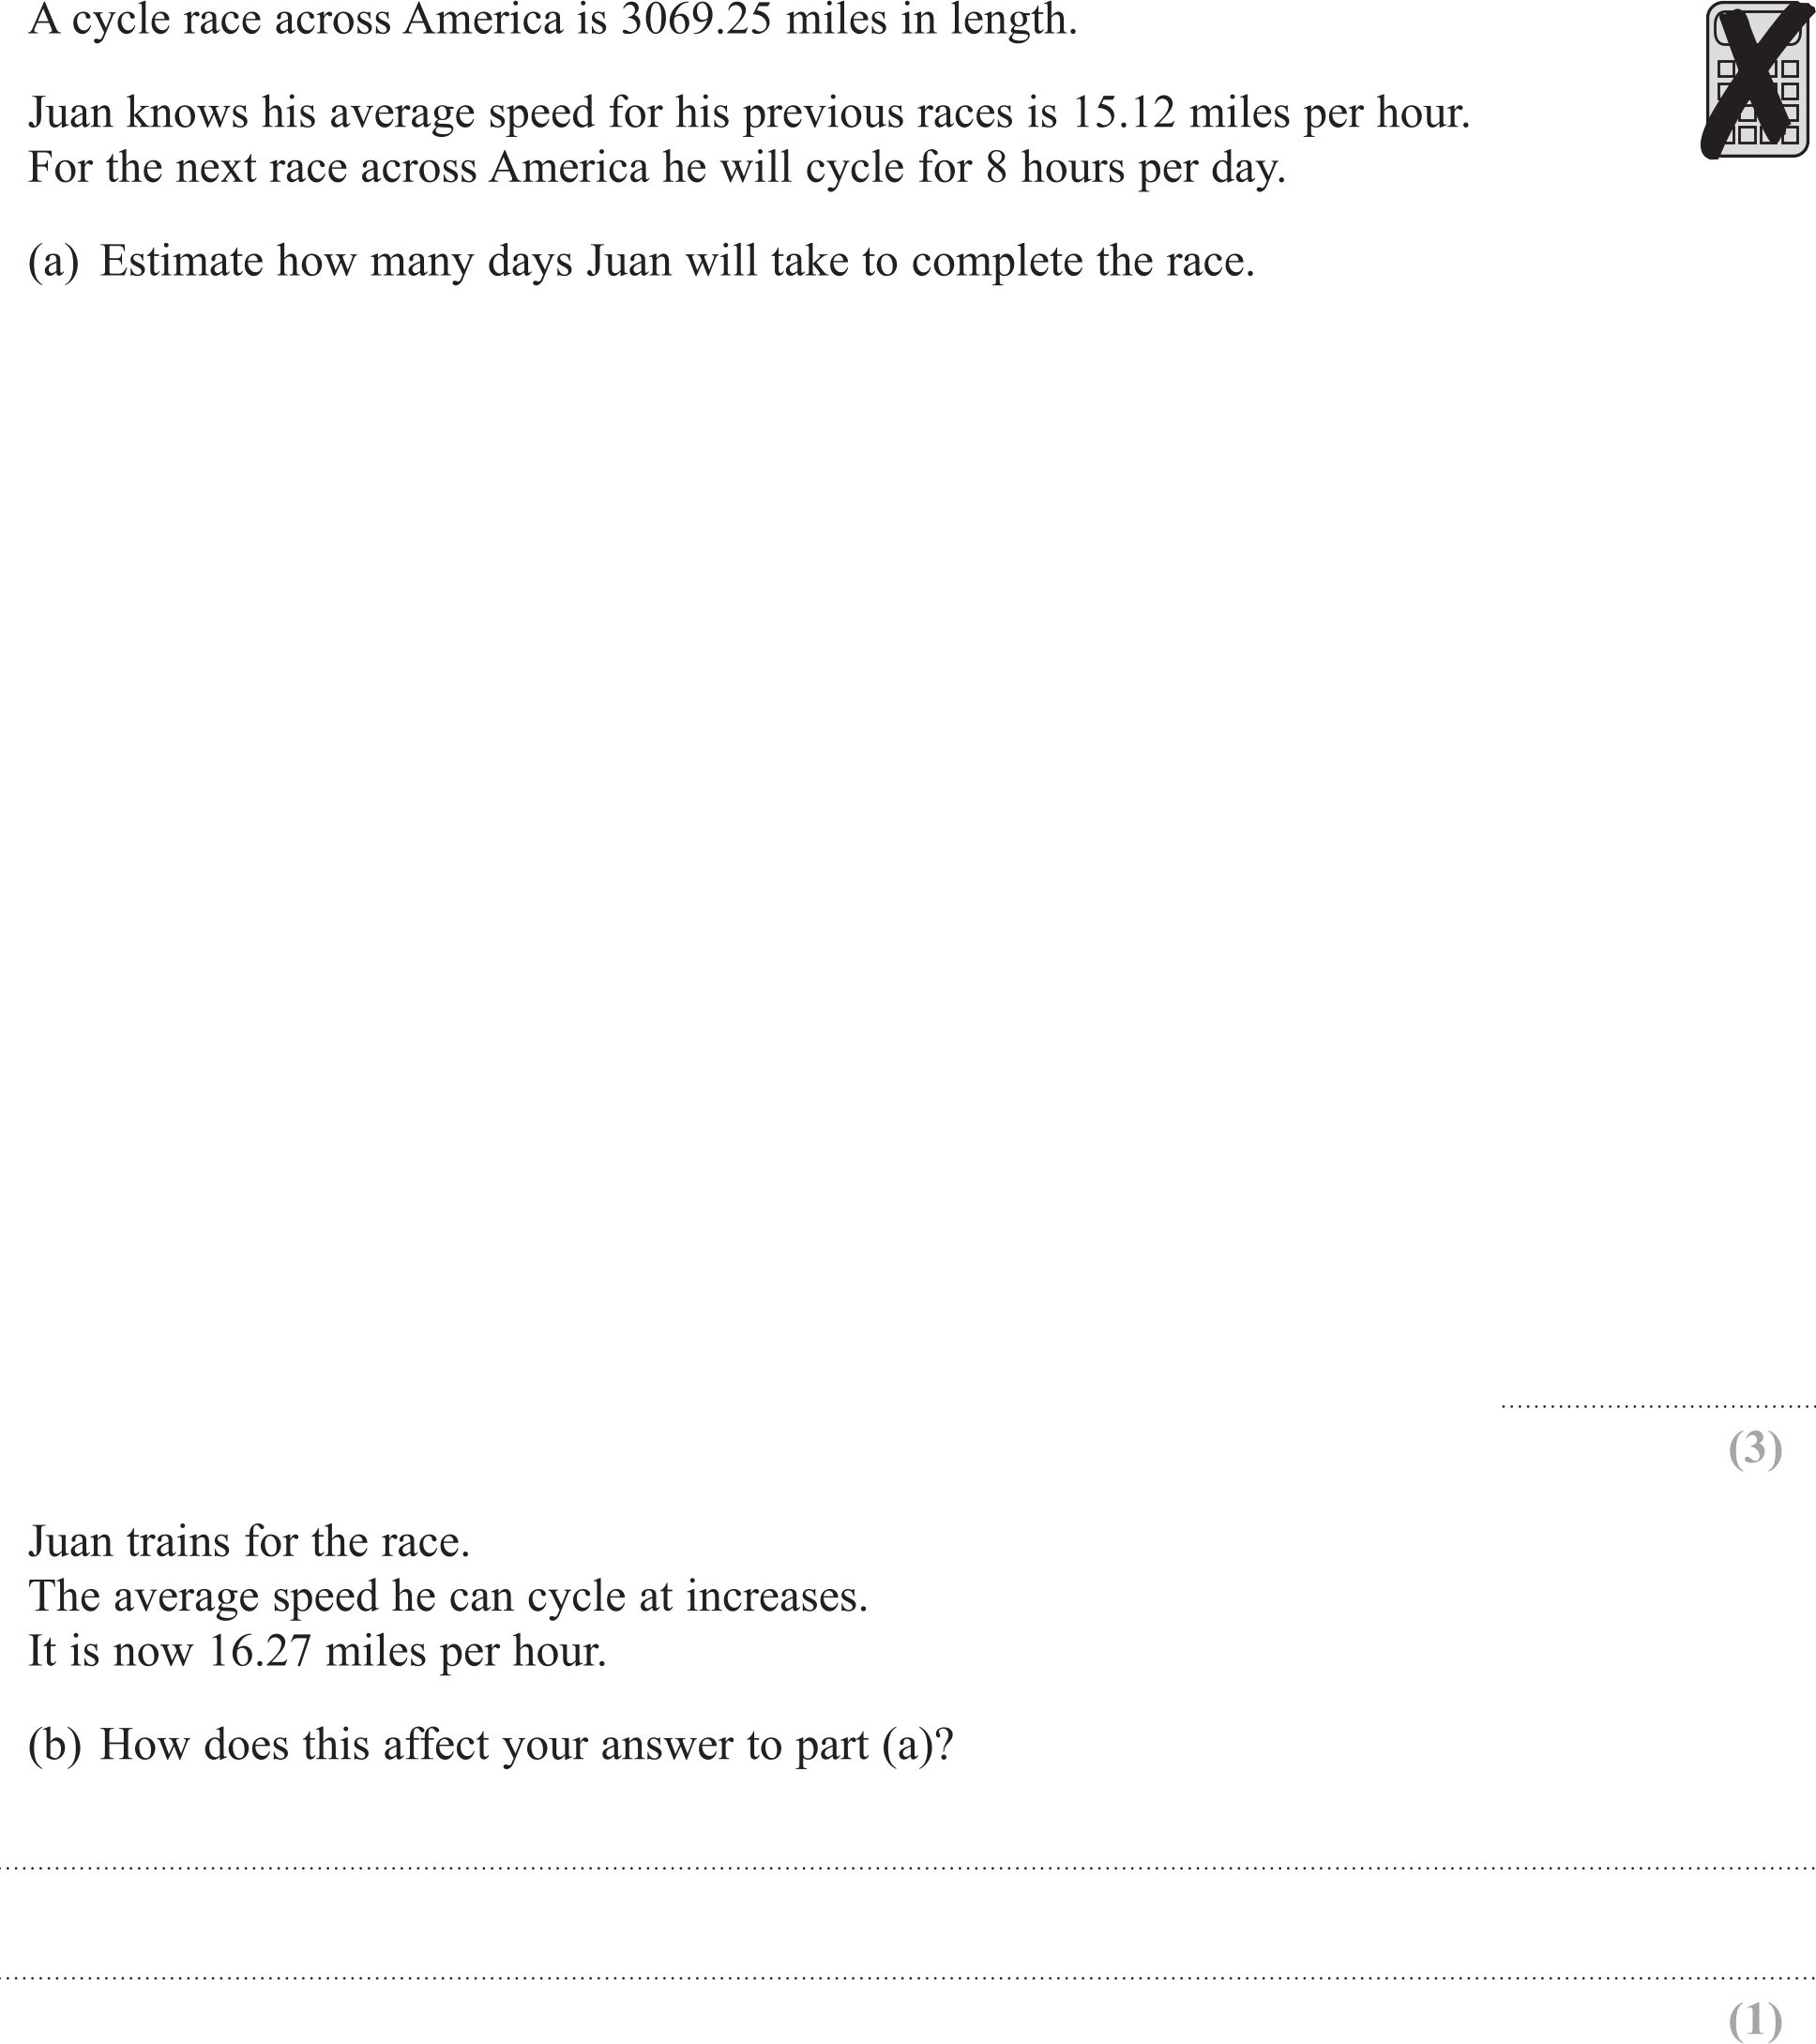 A cycle race across America is 3069.25 miles in length.
Juan knows his average speed for his previous races is 15.12 miles per hour.
For the next race across America he will cycle for 8 hours per day.
(a) Estimate how many days Juan will take to complete the race.
(3)
Juan trains for the race.
The average speed he can cycle at increases.
It is now 16.27 miles per hour.
(b) How does this affect your answer to part (a)?
(1)